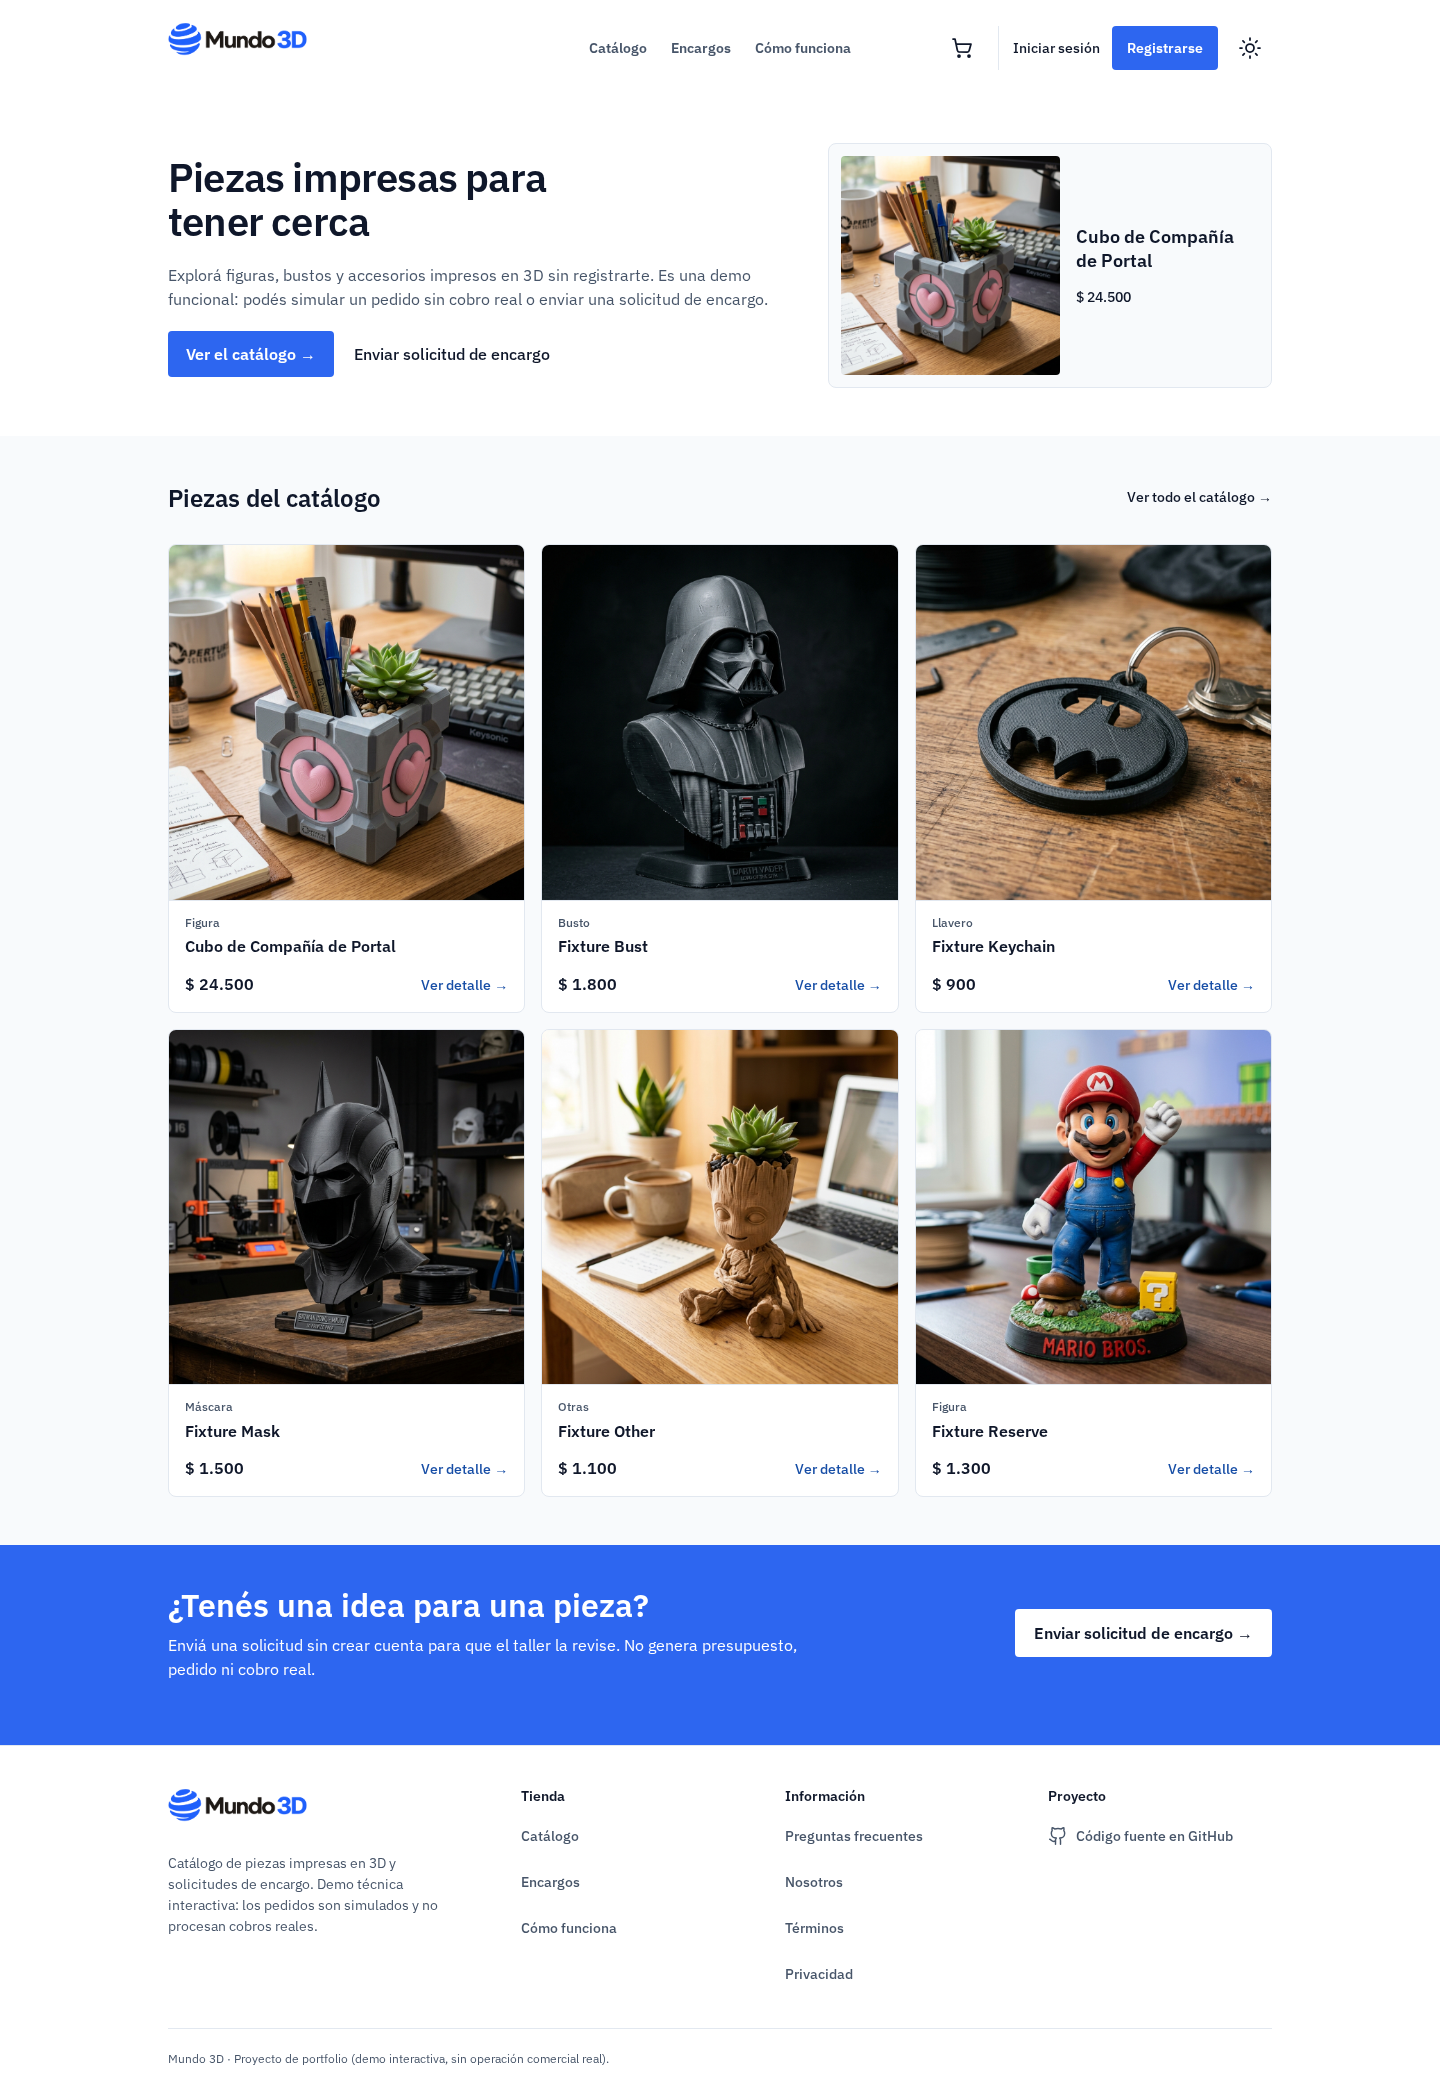 Mundo 3D
Catálogo
Encargos
Cómo funciona
Iniciar sesión
Registrarse
Piezas impresas para
tener cerca
Explorá figuras, bustos y accesorios impresos en 3D sin registrarte. Es una demo
funcional: podés simular un pedido sin cobro real o enviar una solicitud de encargo.
Ver el catálogo →
Enviar solicitud de encargo
Cubo de Compañía
de Portal
$ 24.500
Piezas del catálogo
Ver todo el catálogo →
APERTURE
Keysonic
DARTH VADER
Figura
Cubo de Compañía de Portal
$ 24.500
Ver detalle →
Busto
Fixture Bust
$ 1.800
Ver detalle →
Llavero
Fixture Keychain
$ 900
Ver detalle →
M
?
MARIO BROS.
Máscara
Fixture Mask
$ 1.500
Ver detalle →
Otras
Fixture Other
$ 1.100
Ver detalle →
Figura
Fixture Reserve
$ 1.300
Ver detalle →
¿Tenés una idea para una pieza?
Enviá una solicitud sin crear cuenta para que el taller la revise. No genera presupuesto,
pedido ni cobro real.
Enviar solicitud de encargo →
Mundo 3D
Catálogo de piezas impresas en 3D y
solicitudes de encargo. Demo técnica
interactiva: los pedidos son simulados y no
procesan cobros reales.
Tienda
Catálogo
Encargos
Cómo funciona
Información
Preguntas frecuentes
Nosotros
Términos
Privacidad
Proyecto
Código fuente en GitHub
Mundo 3D · Proyecto de portfolio (demo interactiva, sin operación comercial real).